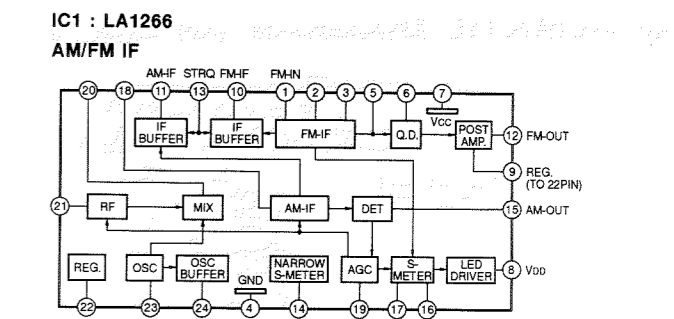 IC1 : LA1266
AM/FM IF
AM-IF STRQ FM-IF FM-IN
20 18 11 13 10 1 2 3 5 6 7
VCC
IF BUFFER
IF BUFFER
FM-IF
Q.D.
POST AMP.
12 FM-OUT
9 REG.
(TO 22PIN)
21 RF MIX AM-IF DET 15 AM-OUT
REG.
OSC
OSC BUFFER
GND
NARROW S-METER
AGC
S-METER
LED DRIVER
8 VDD
22 23 24 4 14 19 17 16